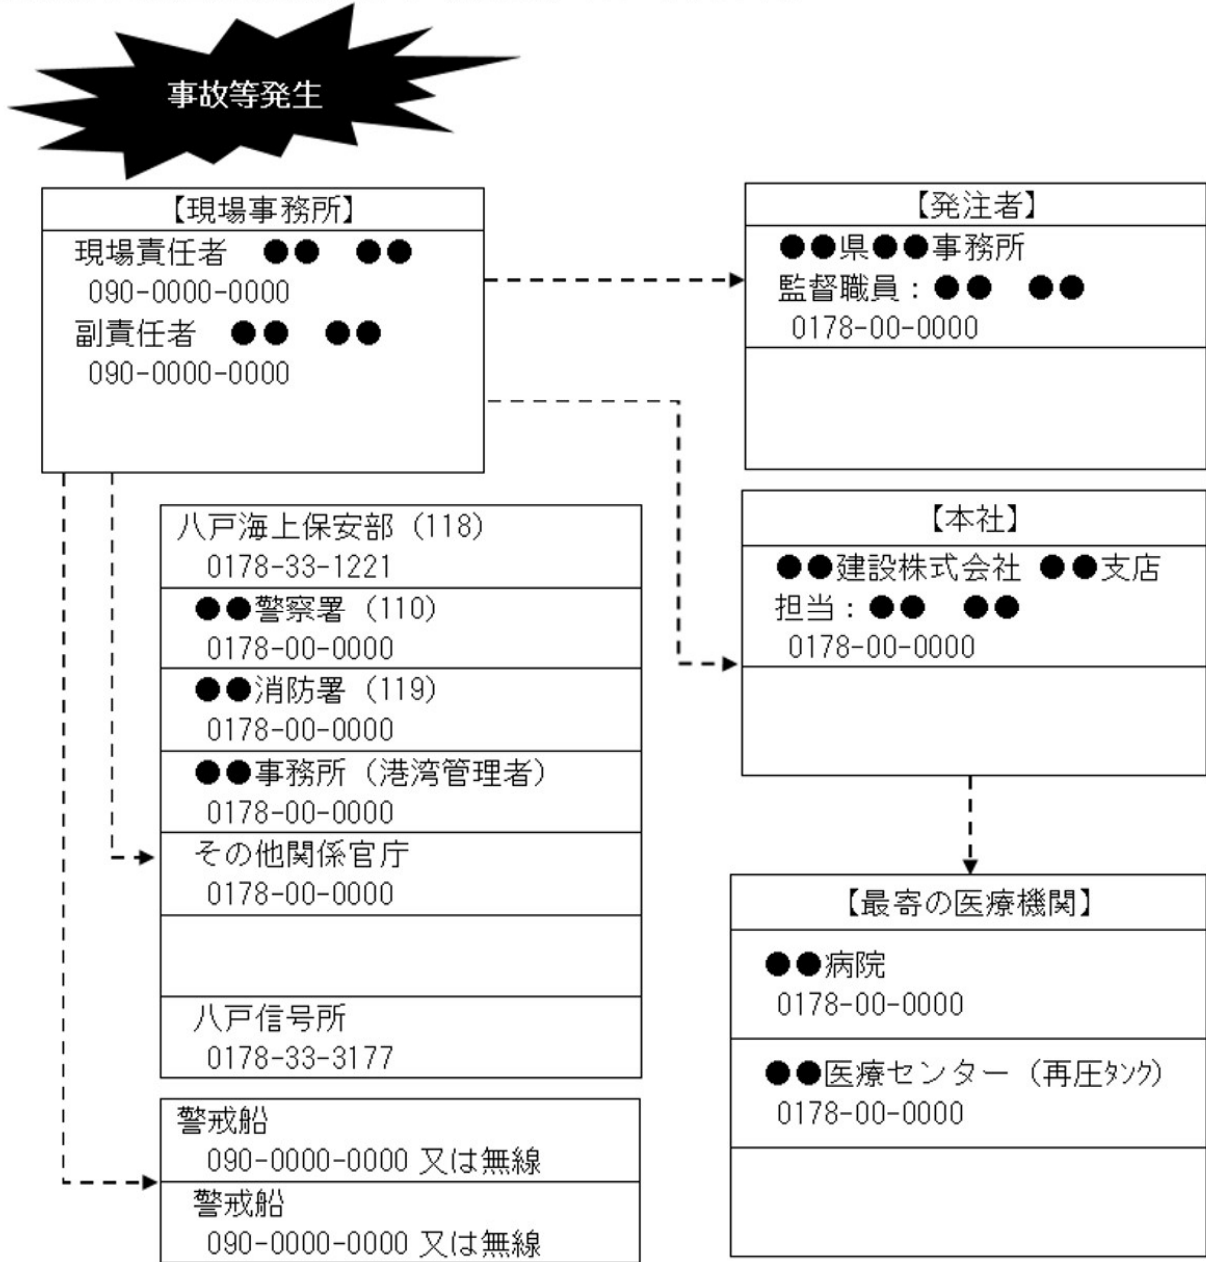 事故等発生
【現場事務所】
現場責任者 ●● ●●
090-0000-0000
副責任者 ●● ●●
090-0000-0000
【発注者】
●●県●●事務所
監督職員：●● ●●
0178-00-0000
【本社】
●●建設株式会社 ●●支店
担当：●● ●●
0178-00-0000
八戸海上保安部（118）
0178-33-1221
●●警察署（110）
0178-00-0000
●●消防署（119）
0178-00-0000
●●事務所（港湾管理者）
0178-00-0000
その他関係官庁
0178-00-0000
八戸信号所
0178-33-3177
警戒船
090-0000-0000 又は無線
警戒船
090-0000-0000 又は無線
【最寄の医療機関】
●●病院
0178-00-0000
●●医療センター（再圧ﾀﾝｸ）
0178-00-0000